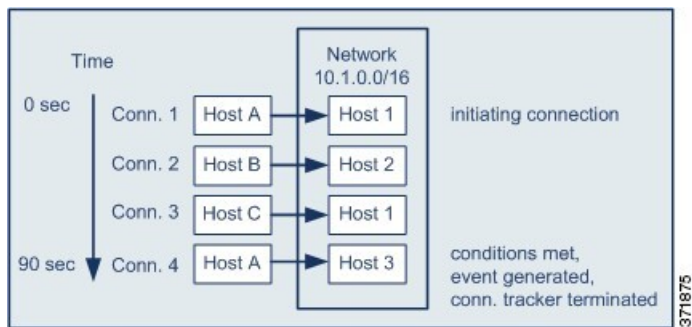 Time
Network
10.1.0.0/16
0 sec
Conn. 1
Host A
Host 1
initiating connection
Conn. 2
Host B
Host 2
Conn. 3
Host C
Host 1
90 sec
Conn. 4
Host A
Host 3
conditions met,
event generated,
conn. tracker terminated
371875